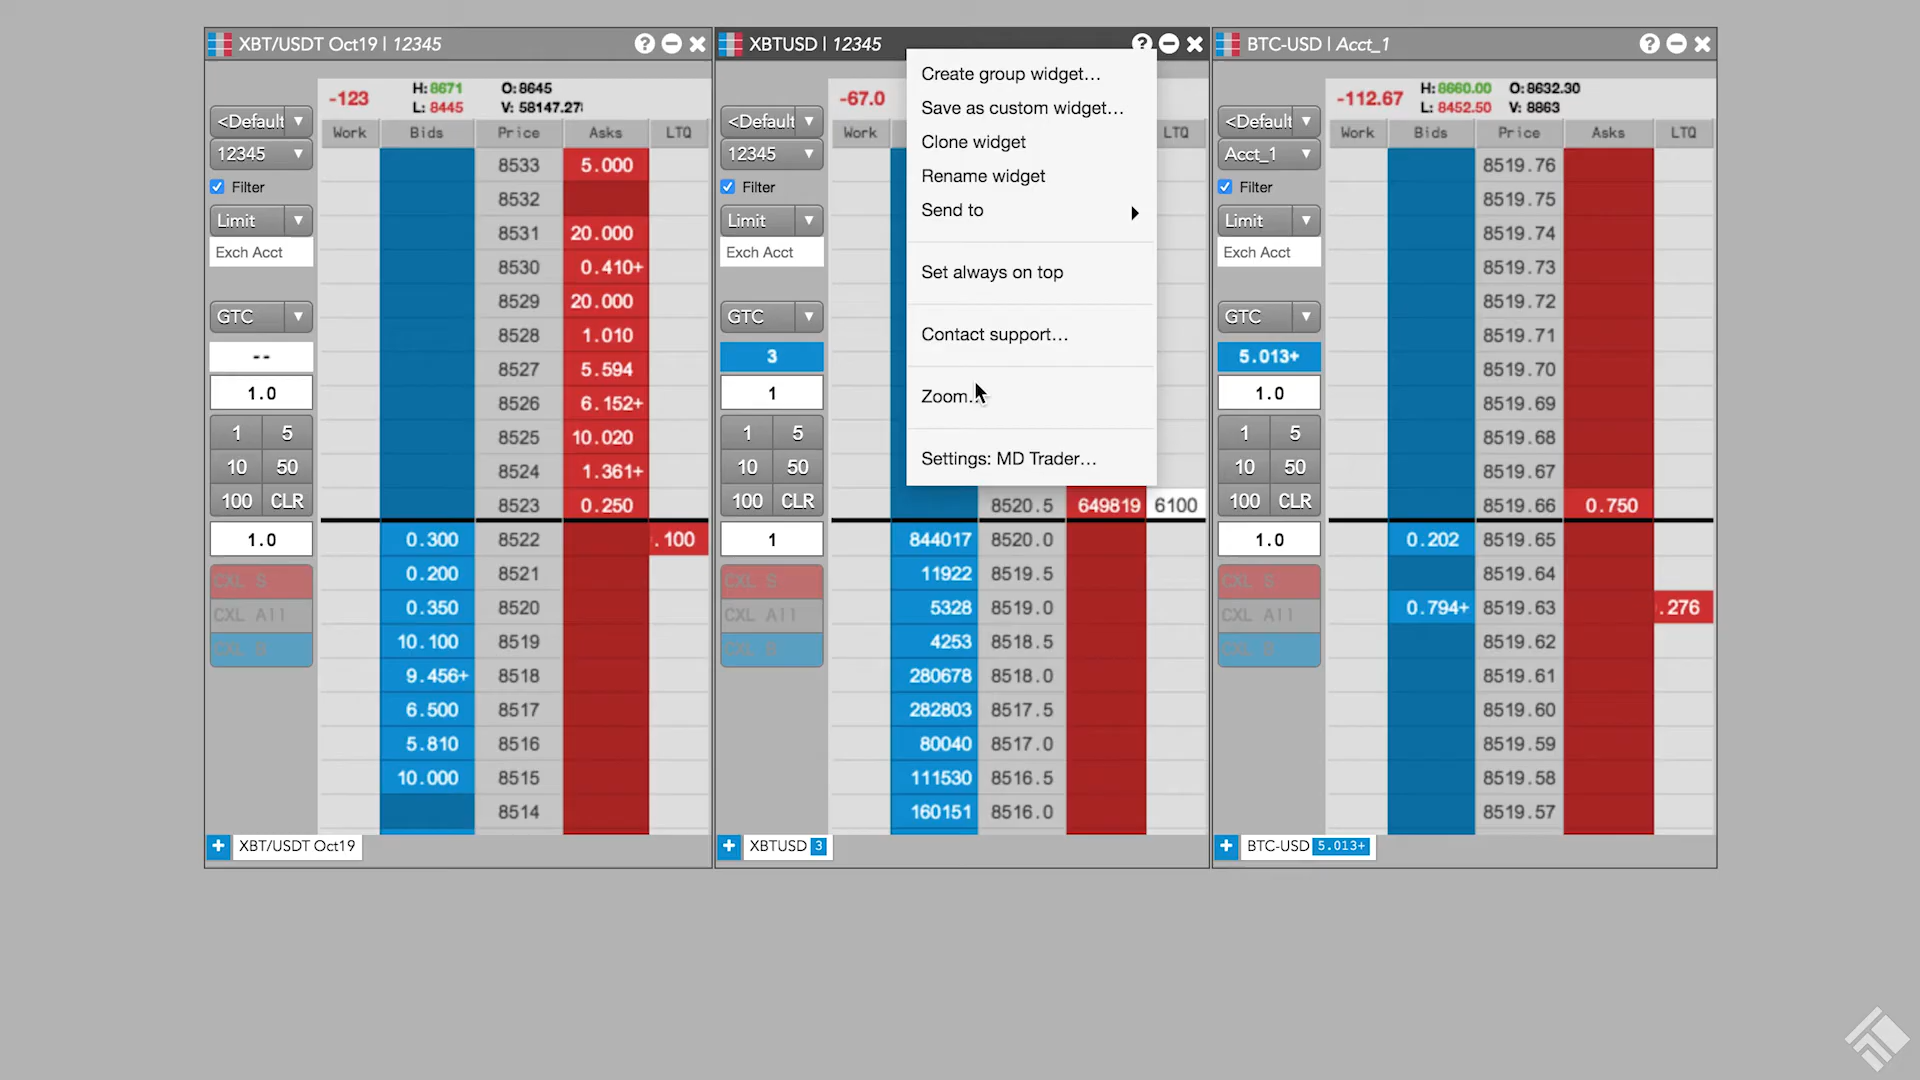 XBT/USDT Oct19 | 12345
-123
H: 8671
O: 8645
L: 8445
V: 58147.27
<Default
12345
Filter
Limit
Exch Acct
GTC
--
1.0
1 5
10 50
100 CLR
1.0
CXL S
CXL All
CXL B
Work Bids Price Asks LTQ
8533 5.000
8532
8531 20.000
8530 0.410+
8529 20.000
8528 1.010
8527 5.594
8526 6.152+
8525 10.020
8524 1.361+
8523 0.250
0.300 8522 .100
0.200 8521
0.350 8520
10.100 8519
9.456+ 8518
6.500 8517
5.810 8516
10.000 8515
8514
+ XBT/USDT Oct19
XBTUSD | 12345
-67.0
<Default
12345
Filter
Limit
Exch Acct
GTC
3
1
1 5
10 50
100 CLR
1
CXL S
CXL All
CXL B
Work LTQ
Create group widget...
Save as custom widget...
Clone widget
Rename widget
Send to
Set always on top
Contact support...
Zoom...
Settings: MD Trader...
8520.5 649819 6100
844017 8520.0
11922 8519.5
5328 8519.0
4253 8518.5
280678 8518.0
282803 8517.5
80040 8517.0
111530 8516.5
160151 8516.0
+ XBTUSD 3
BTC-USD | Acct_1
-112.67
H: 8660.00
O: 8632.30
L: 8452.50
V: 8863
<Default
Acct_1
Filter
Limit
Exch Acct
GTC
5.013+
1.0
1 5
10 50
100 CLR
1.0
CXL S
CXL All
CXL B
Work Bids Price Asks LTQ
8519.76
8519.75
8519.74
8519.73
8519.72
8519.71
8519.70
8519.69
8519.68
8519.67
8519.66 0.750
0.202 8519.65
8519.64
0.794+ 8519.63 .276
8519.62
8519.61
8519.60
8519.59
8519.58
8519.57
+ BTC-USD 5.013+